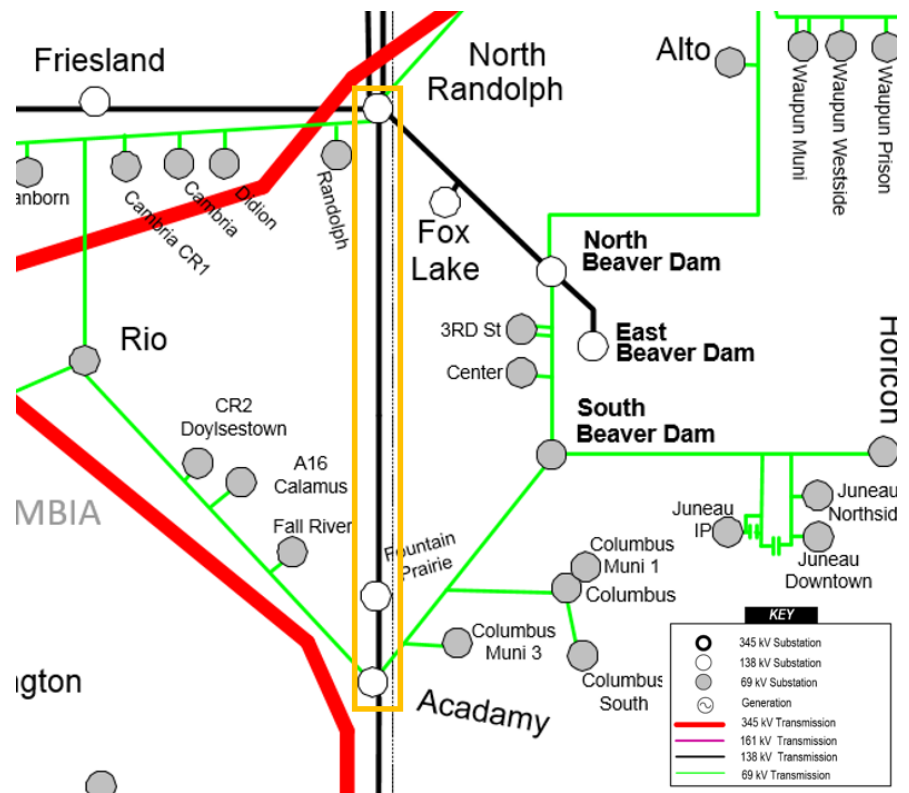 Friesland
North
Randolph
Alto
Waupun Muni
Waupun Westside
Waupun Prison
anborn
Cambria CR1
Cambria
Didion
Randolph
Fox
Lake
North
Beaver Dam
3RD St
East
Beaver Dam
Center
Rio
Horicon
CR2
Doylsestown
South
Beaver Dam
A16
Calamus
MBIA
Fall River
Fountain
Prairie
Juneau
IP
Juneau
Northsid
Juneau
Downtown
Columbus
Muni 1
Columbus
Columbus
Muni 3
Columbus
South
gton
Acadamy
KEY
345 kV Substation
138 kV Substation
69 kV Substation
Generation
345 kV Transmission
161 kV Transmission
138 kV Transmission
69 kV Transmission